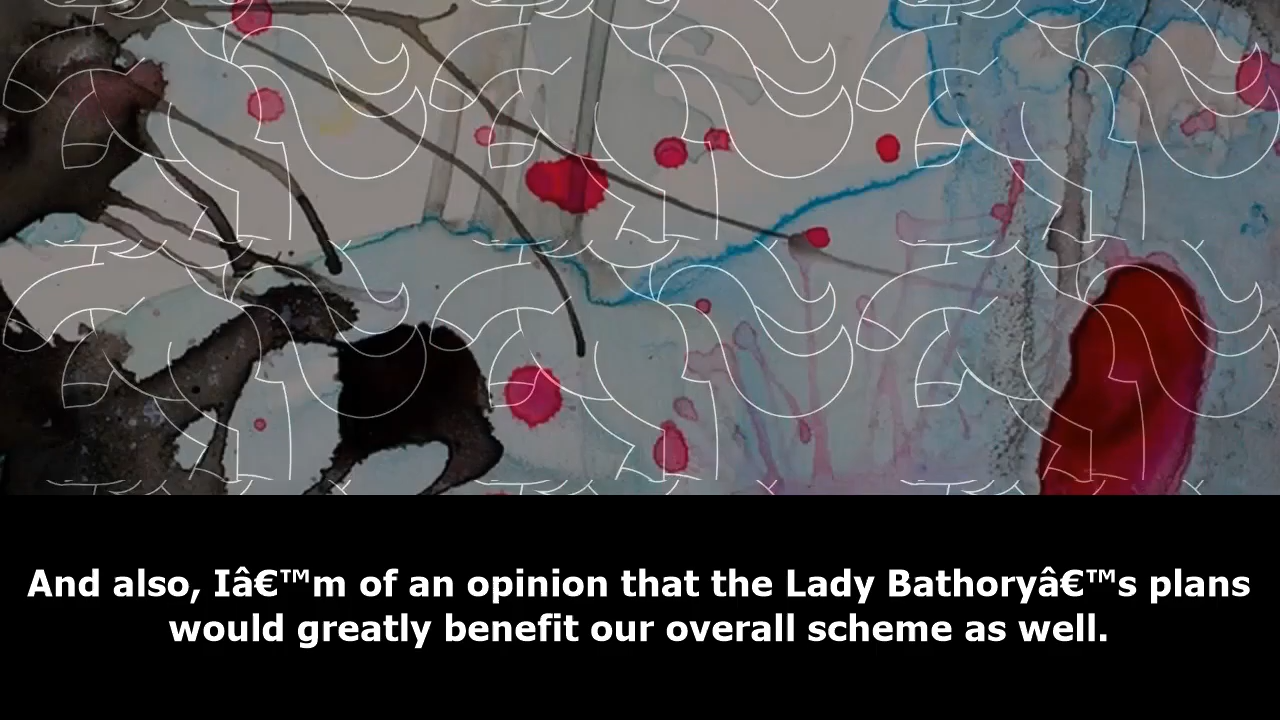 And also, Iâ€™m of an opinion that the Lady Bathoryâ€™s plans
would greatly benefit our overall scheme as well.